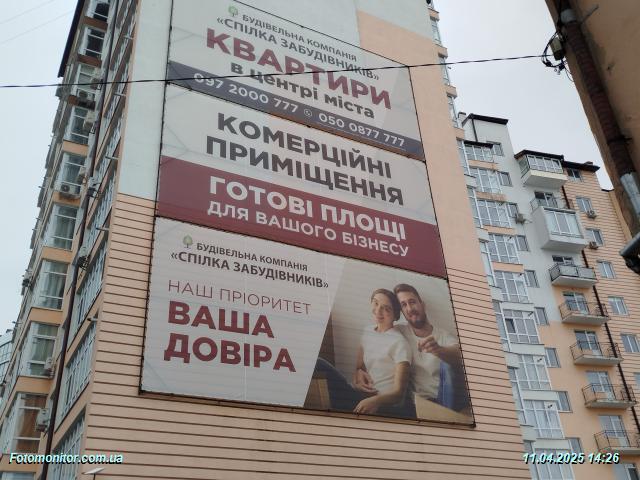 БУДІВЕЛЬНА КОМПАНІЯ
«СПІЛКА ЗАБУДІВНИКІВ»
КВАРТИРИ
в центрі міста
097 2000 777 050 0877 777
КОМЕРЦІЙНІ
ПРИМІЩЕННЯ
ГОТОВІ ПЛОЩІ
ДЛЯ ВАШОГО БІЗНЕСУ
БУДІВЕЛЬНА КОМПАНІЯ
«СПІЛКА ЗАБУДІВНИКІВ»
НАШ ПРІОРИТЕТ
ВАША
ДОВІРА
Fotomonitor.com.ua
11.04.2025 14:26